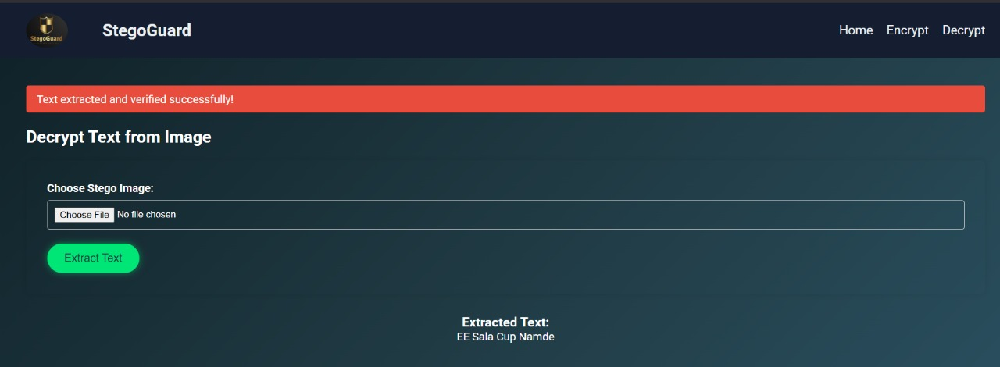 StegoGuard
StegoGuard
Home Encrypt Decrypt
Text extracted and verified successfully!
Decrypt Text from Image
Choose Stego Image:
Choose File No file chosen
Extract Text
Extracted Text:
EE Sala Cup Namde